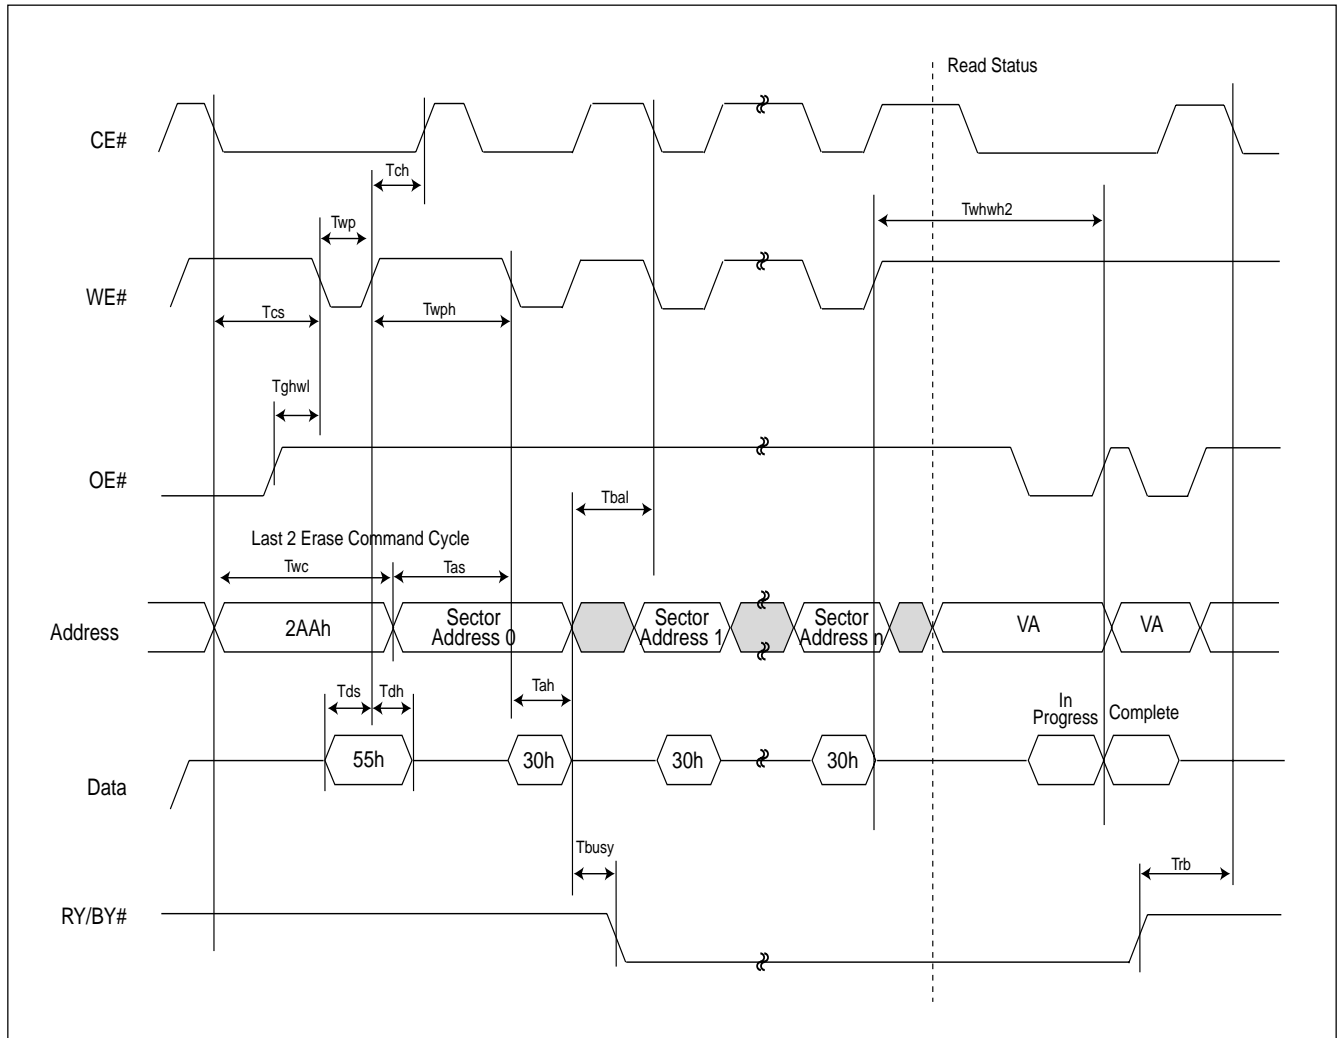 Read Status
CE#
Tch
Twhwh2
Twp
WE#
Tcs
Twph
Tghwl
OE#
Tbal
Last 2 Erase Command Cycle
Twc
Tas
Address
2AAh
Sector
Address 0
Sector
Address 1
Sector
Address n
VA
VA
Tds
Tdh
Tah
In
Progress
Complete
Data
55h
30h
30h
30h
Tbusy
Trb
RY/BY#